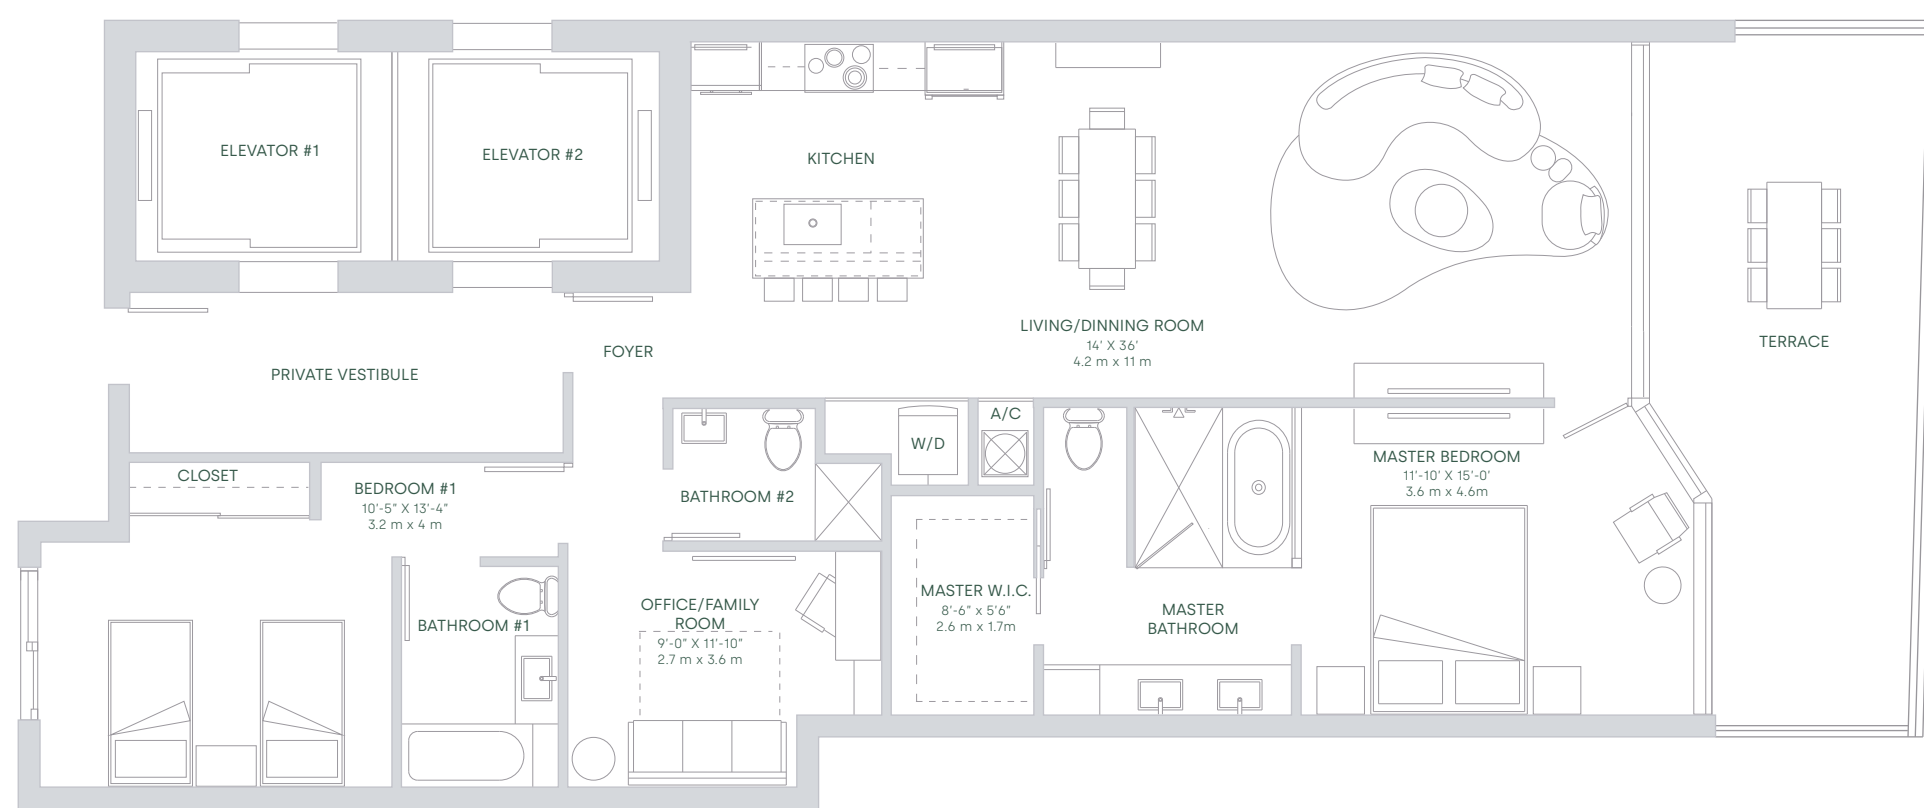 ELEVATOR #1
ELEVATOR #2
KITCHEN
LIVING/DINNING ROOM
14' X 36'
4.2 m x 11 m
TERRACE
FOYER
PRIVATE VESTIBULE
A/C
W/D
CLOSET
BEDROOM #1
10'-5" X 13'-4"
3.2 m x 4 m
BATHROOM #2
MASTER BEDROOM
11'-10' X 15'-0'
3.6 m x 4.6m
BATHROOM #1
OFFICE/FAMILY
ROOM
9'-0" X 11'-10"
2.7 m x 3.6 m
MASTER W.I.C.
8'-6" x 5'6"
2.6 m x 1.7m
MASTER
BATHROOM